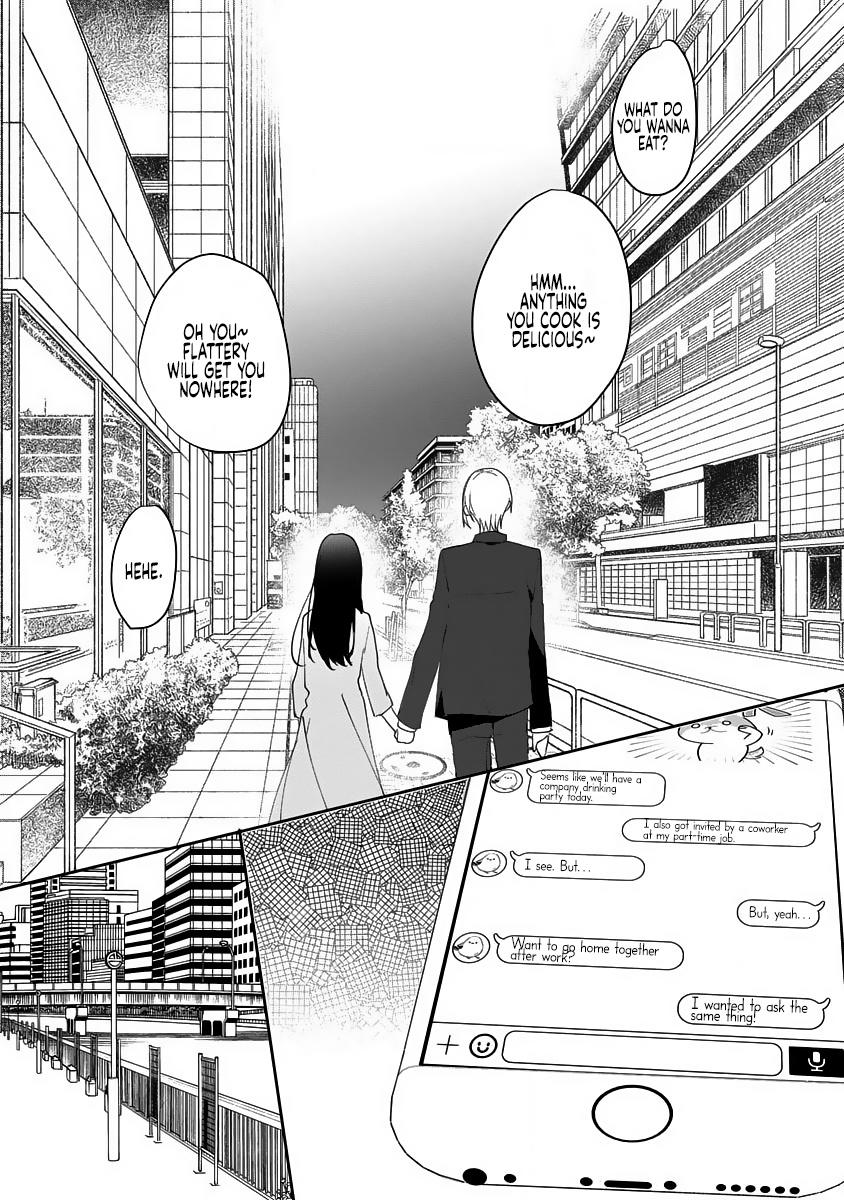 WHAT DO
YOU WANNA
EAT?
HMM...
ANYTHING
YOU COOK IS
DELICIOUS~
OH YOU~
FLATTERY
WILL GET YOU
NOWHERE!
HEHE.
Seems like we'll have a
company drinking
party today.
I also got invited by a coworker
at my part-time job.
I see. But...
But, yeah...
Want to go home together
after work?
I wanted to ask the
same thing!